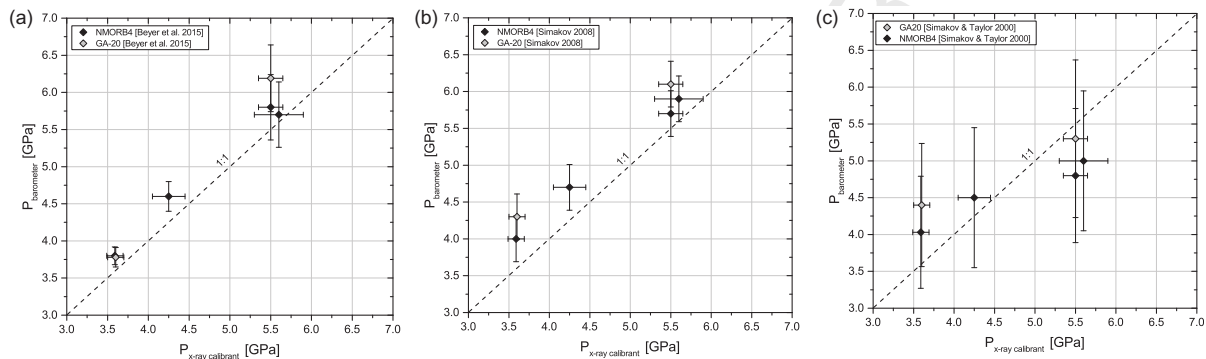 (a)
7.0
6.5
6.0
5.5
5.0
4.5
4.0
3.5
3.0
P barometer [GPa]
NMORB4 [Beyer et al. 2015]
GA-20 [Beyer et al. 2015]
1:1
3.0 3.5 4.0 4.5 5.0 5.5 6.0 6.5 7.0
P x-ray calibrant [GPa]
(b)
7.0
6.5
6.0
5.5
5.0
4.5
4.0
3.5
3.0
P barometer [GPa]
NMORB4 [Simakov 2008]
GA-20 [Simakov 2008]
1:1
3.0 3.5 4.0 4.5 5.0 5.5 6.0 6.5 7.0
P x-ray calibrant [GPa]
(c)
7.0
6.5
6.0
5.5
5.0
4.5
4.0
3.5
3.0
P barometer [GPa]
GA20 [Simakov & Taylor 2000]
NMORB4 [Simakov & Taylor 2000]
1:1
3.0 3.5 4.0 4.5 5.0 5.5 6.0 6.5 7.0
P x-ray calibrant [GPa]